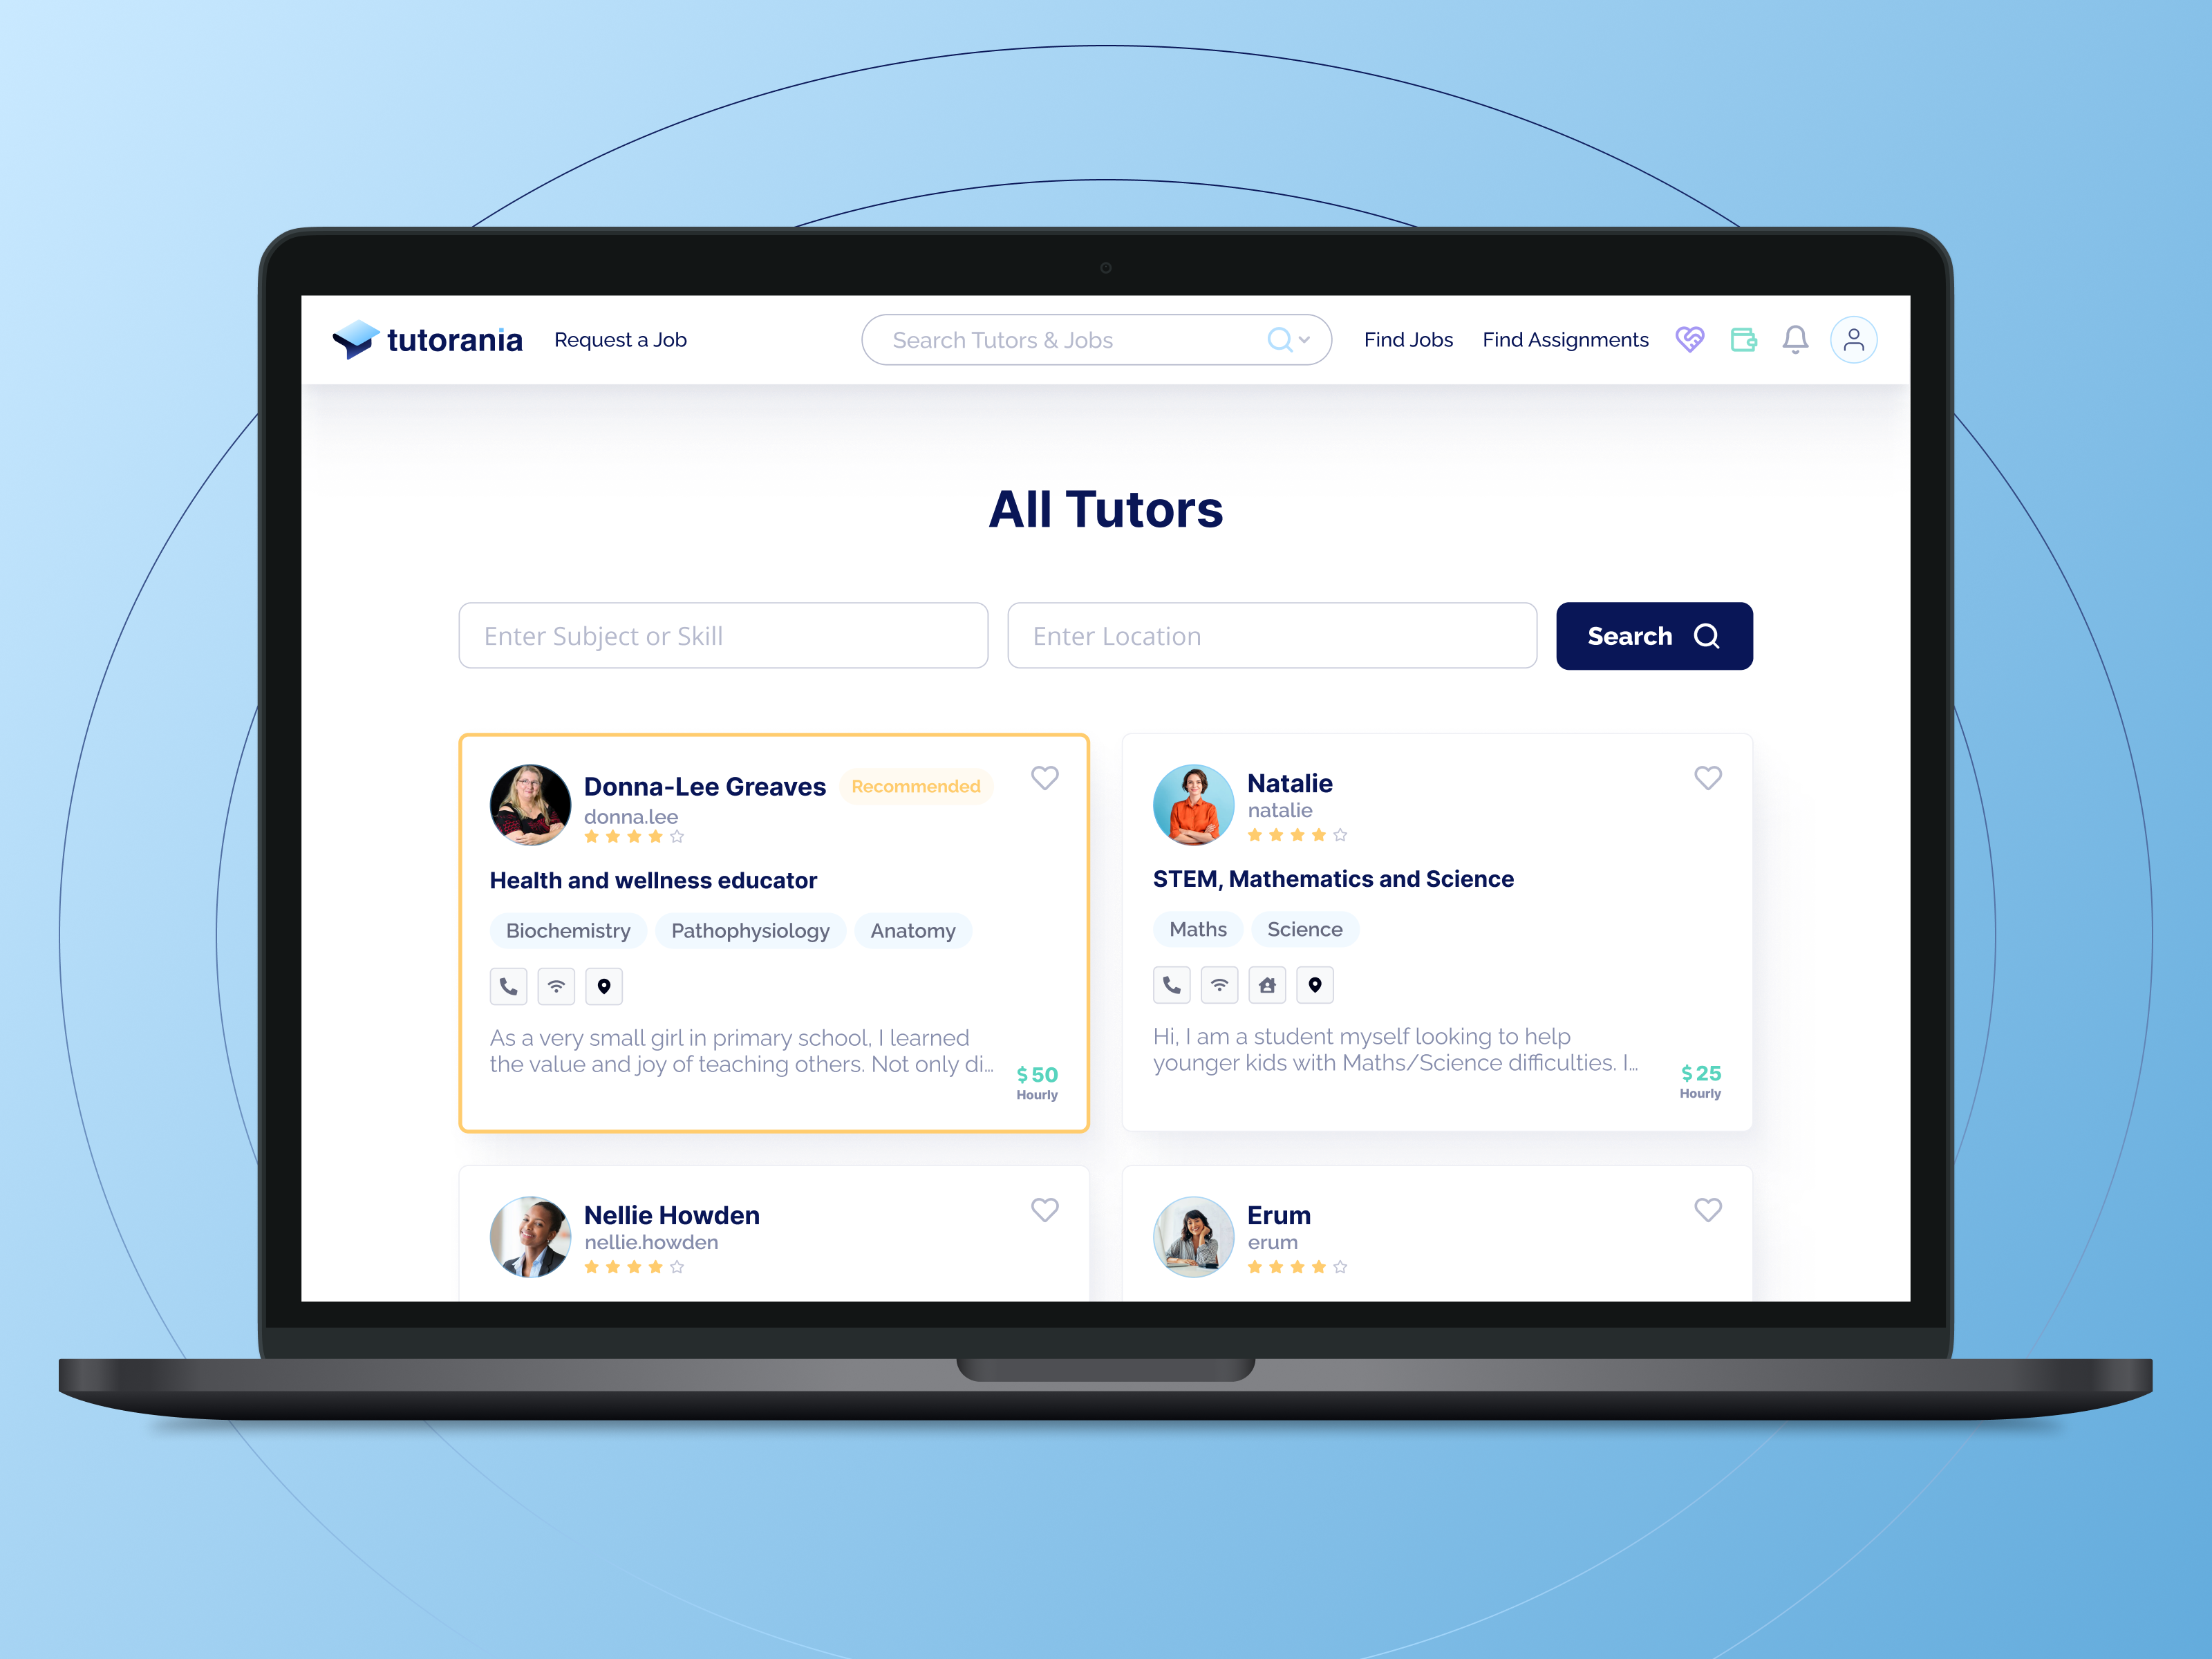 tutorania
Request a Job
Search Tutors & Jobs
Find Jobs
Find Assignments
All Tutors
Enter Subject or Skill
Enter Location
Search
Donna-Lee Greaves
Recommended
donna.lee
Health and wellness educator
Biochemistry
Pathophysiology
Anatomy
As a very small girl in primary school, I learned
the value and joy of teaching others. Not only di...
$50
Hourly
Natalie
natalie
STEM, Mathematics and Science
Maths
Science
Hi, I am a student myself looking to help
younger kids with Maths/Science difficulties. I...
$25
Hourly
Nellie Howden
nellie.howden
Erum
erum